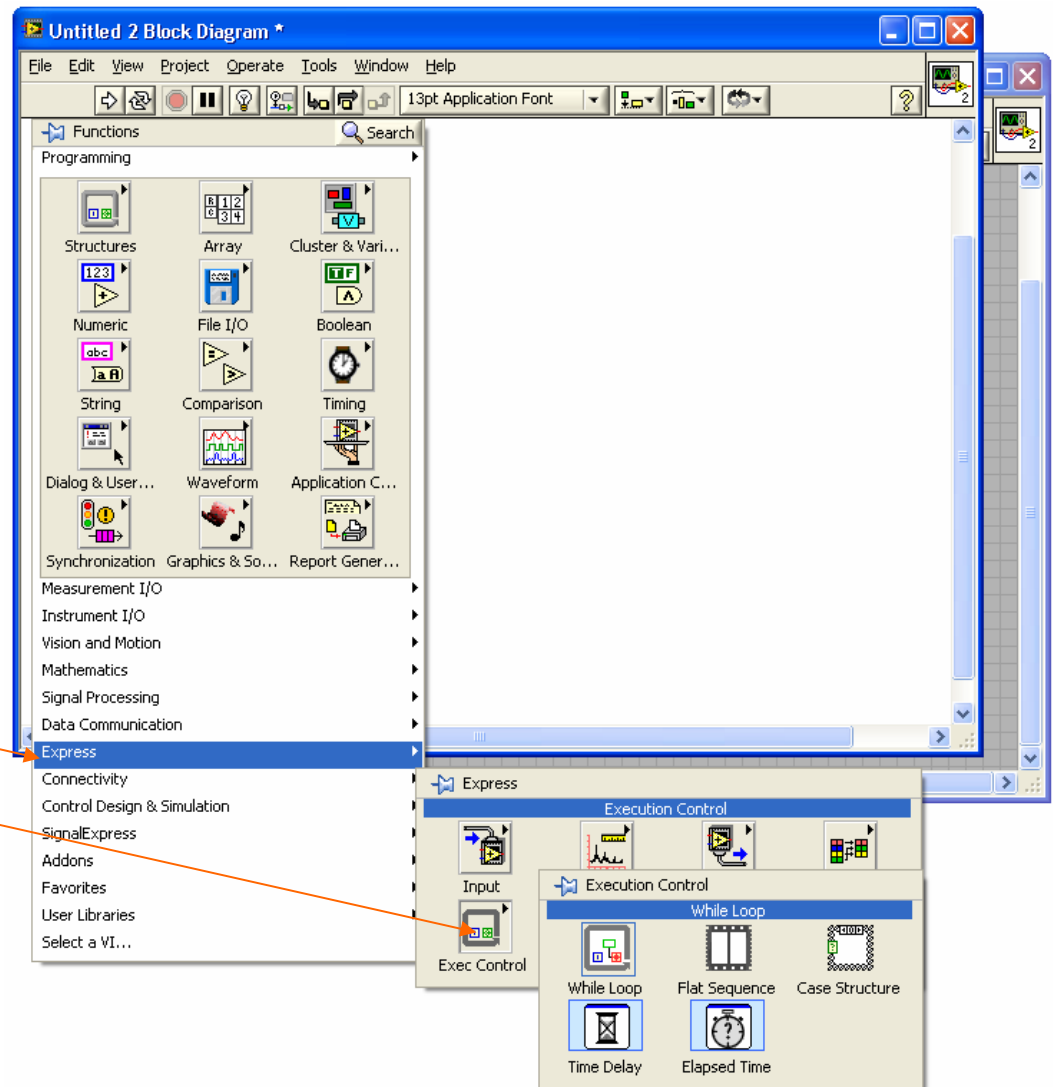 Untitled 2 Block Diagram *
File Edit View Project Operate Tools Window Help
13pt Application Font
2
2
Functions Search
Programming
Structures Array Cluster & Vari...
Numeric File I/O Boolean
String Comparison Timing
Dialog & User... Waveform Application C...
Synchronization Graphics & So... Report Gener...
Measurement I/O
Instrument I/O
Vision and Motion
Mathematics
Signal Processing
Data Communication
Express
Connectivity
Control Design & Simulation
SignalExpress
Addons
Favorites
User Libraries
Select a VI...
Express
Execution Control
Input
Exec Control
Execution Control
While Loop
While Loop Flat Sequence Case Structure
Time Delay Elapsed Time